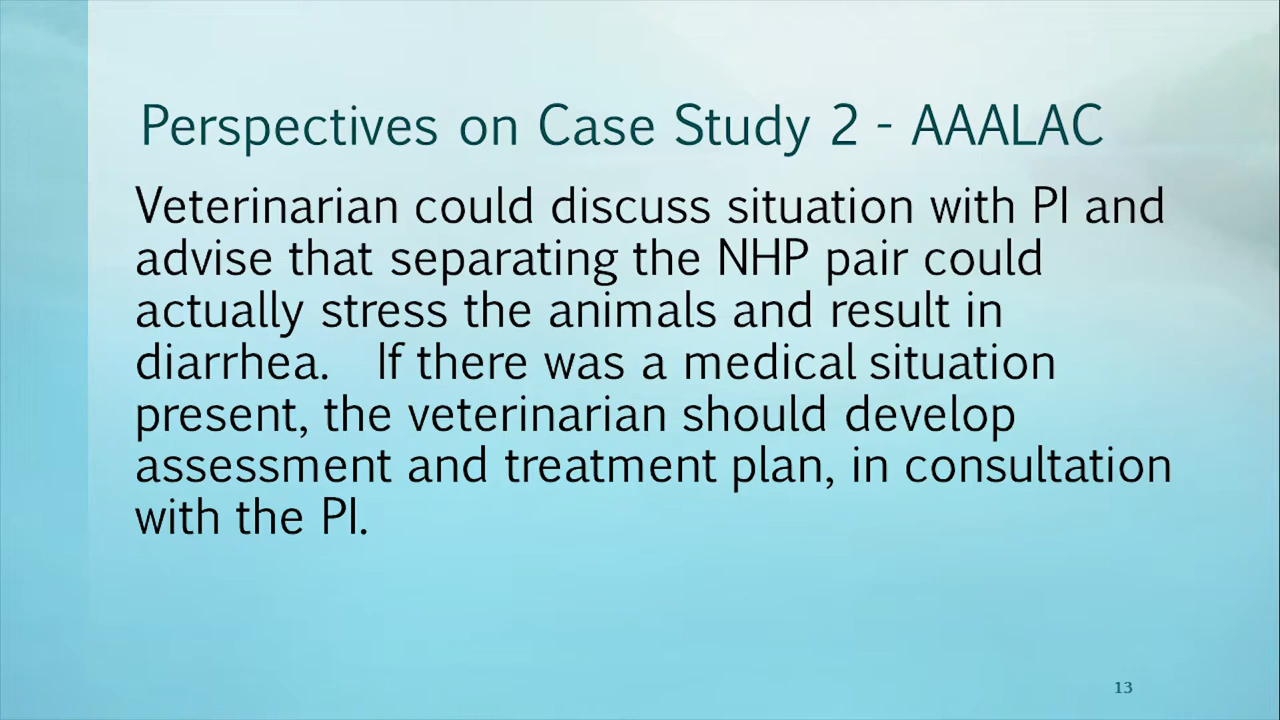 Perspectives on Case Study 2 - AAALAC
Veterinarian could discuss situation with PI and
advise that separating the NHP pair could
actually stress the animals and result in
diarrhea.   If there was a medical situation
present, the veterinarian should develop
assessment and treatment plan, in consultation
with the PI.
13